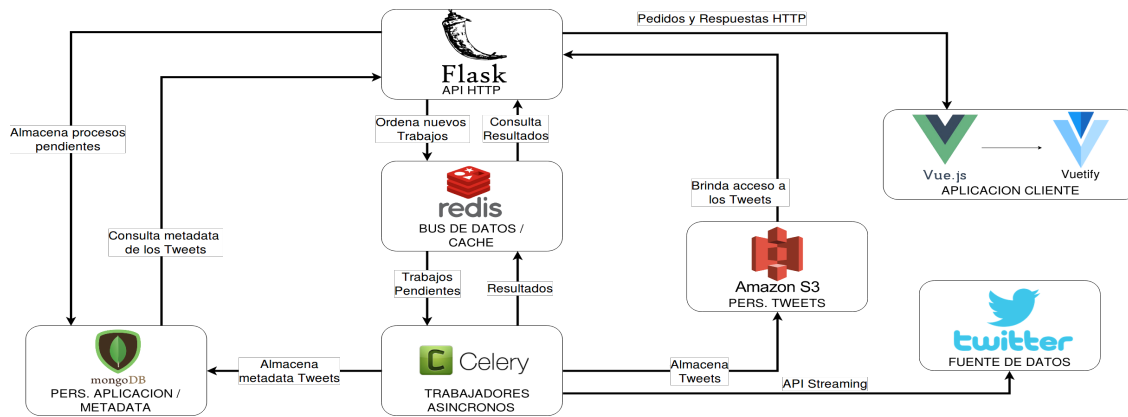 Pedidos y Respuestas HTTP
Flask
API HTTP
Almacena procesos
pendientes
Ordena nuevos
Trabajos
Consulta
Resultados
Vue.js
Vuetify
APLICACION CLIENTE
redis
BUS DE DATOS /
CACHE
Brinda acceso a
los Tweets
Consulta metadata
de los Tweets
Amazon S3
PERS. TWEETS
Trabajos
Pendientes
Resultados
twitter
FUENTE DE DATOS
mongoDB
PERS. APLICACION /
METADATA
Almacena
metadata Tweets
C Celery
TRABAJADORES
ASINCRONOS
Almacena
Tweets
API Streaming